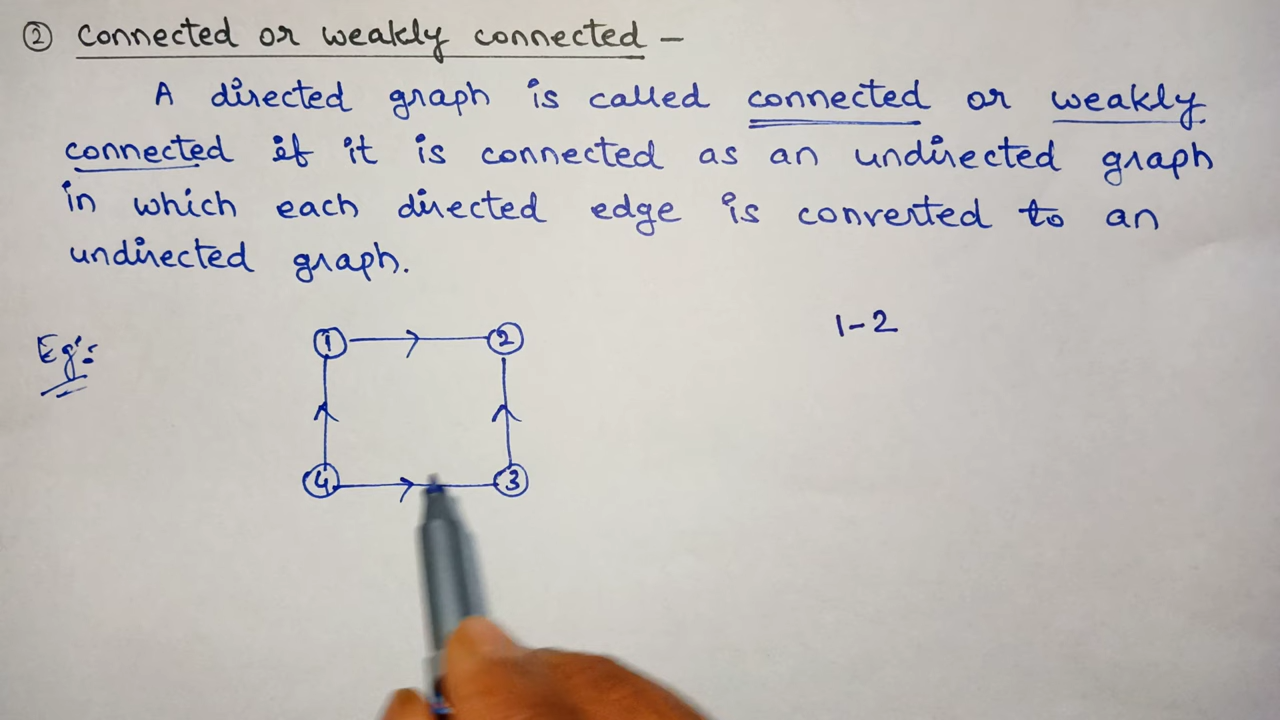 ② Connected or weakly connected –
A directed graph is called connected or weakly
connected if it is connected as an undirected graph
in which each directed edge is converted to an
undirected graph.
Eg:
1-2
① ②
④ ③